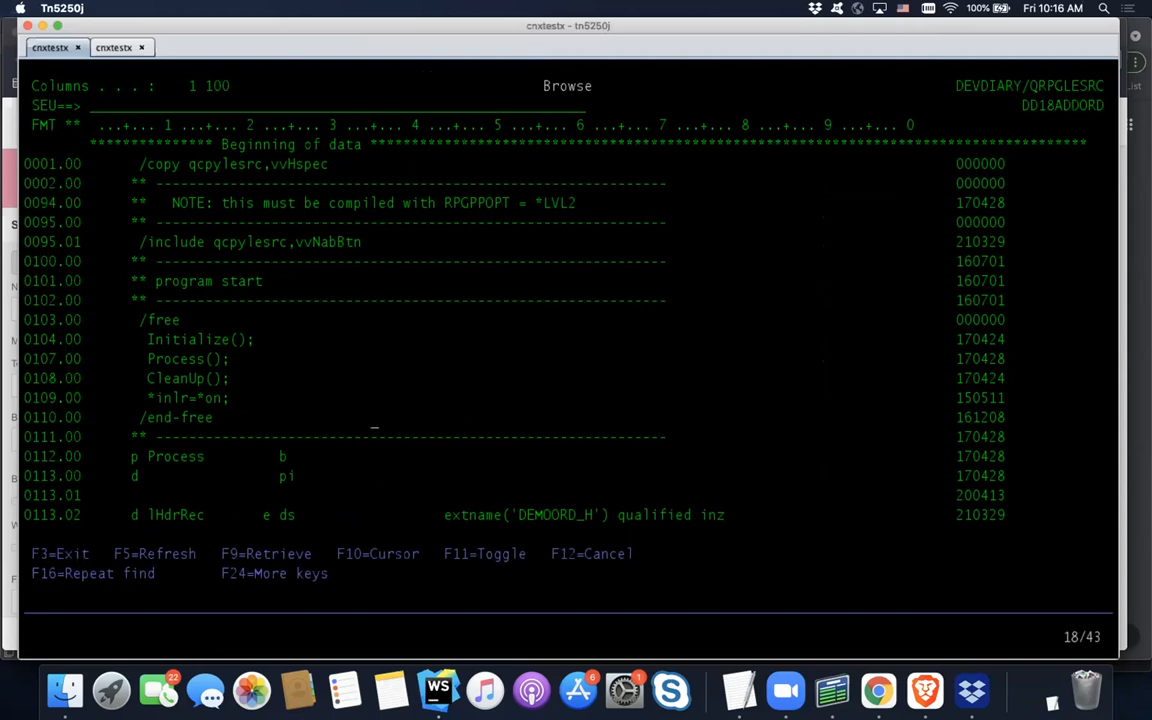 Tn5250j 100% Fri 10:16 AM
cnxtestx - tn5250j
cnxtestx × cnxtestx ×
Columns . . . : 1 100 Browse DEVDIARY/QRPGLESRC
SEU==> DD18ADDORD
FMT ** ...+... 1 ...+... 2 ...+... 3 ...+... 4 ...+... 5 ...+... 6 ...+... 7 ...+... 8 ...+... 9 ...+... 0
*************** Beginning of data *************************************************************************************
0001.00 /copy qcpylesrc,vvHspec 000000
0002.00 ** -------------------------------------------------------------- 000000
0094.00 ** NOTE: this must be compiled with RPGPPOPT = *LVL2 170428
0095.00 ** -------------------------------------------------------------- 000000
0095.01 /include qcpylesrc,vvNabBtn 210329
0100.00 ** -------------------------------------------------------------- 160701
0101.00 ** program start 160701
0102.00 ** -------------------------------------------------------------- 160701
0103.00 /free 000000
0104.00 Initialize(); 170424
0107.00 Process(); 170428
0108.00 CleanUp(); 170424
0109.00 *inlr=*on; 150511
0110.00 /end-free 161208
0111.00 ** -------------------------------------------------------------- 170428
0112.00 p Process b 170428
0113.00 d pi 170428
0113.01 200413
0113.02 d lHdrRec e ds extname('DEMOORD_H') qualified inz 210329
F3=Exit F5=Refresh F9=Retrieve F10=Cursor F11=Toggle F12=Cancel
F16=Repeat find F24=More keys
18/43
22 6 1
WS